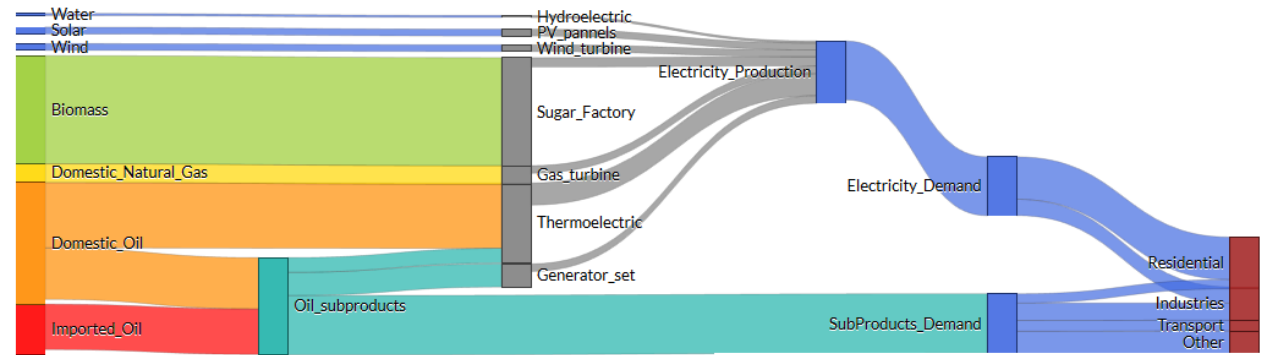 Water
Solar
Wind
Biomass
Domestic_Natural_Gas
Domestic_Oil
Imported_Oil
Oil_subproducts
Hydroelectric
PV_pannels
Wind_turbine
Sugar_Factory
Gas_turbine
Thermoelectric
Generator_set
Electricity_Production
Electricity_Demand
SubProducts_Demand
Residential
Industries
Transport
Other